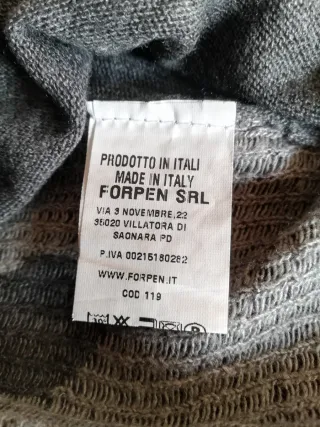 PRODOTTO IN ITALI
MADE IN ITALY
FORPEN SRL
VIA 3 NOVEMBRE,22
35020 VILLATORA DI
SAONARA PD
P.IVA 00215180282
WWW.FORPEN.IT
COD 119